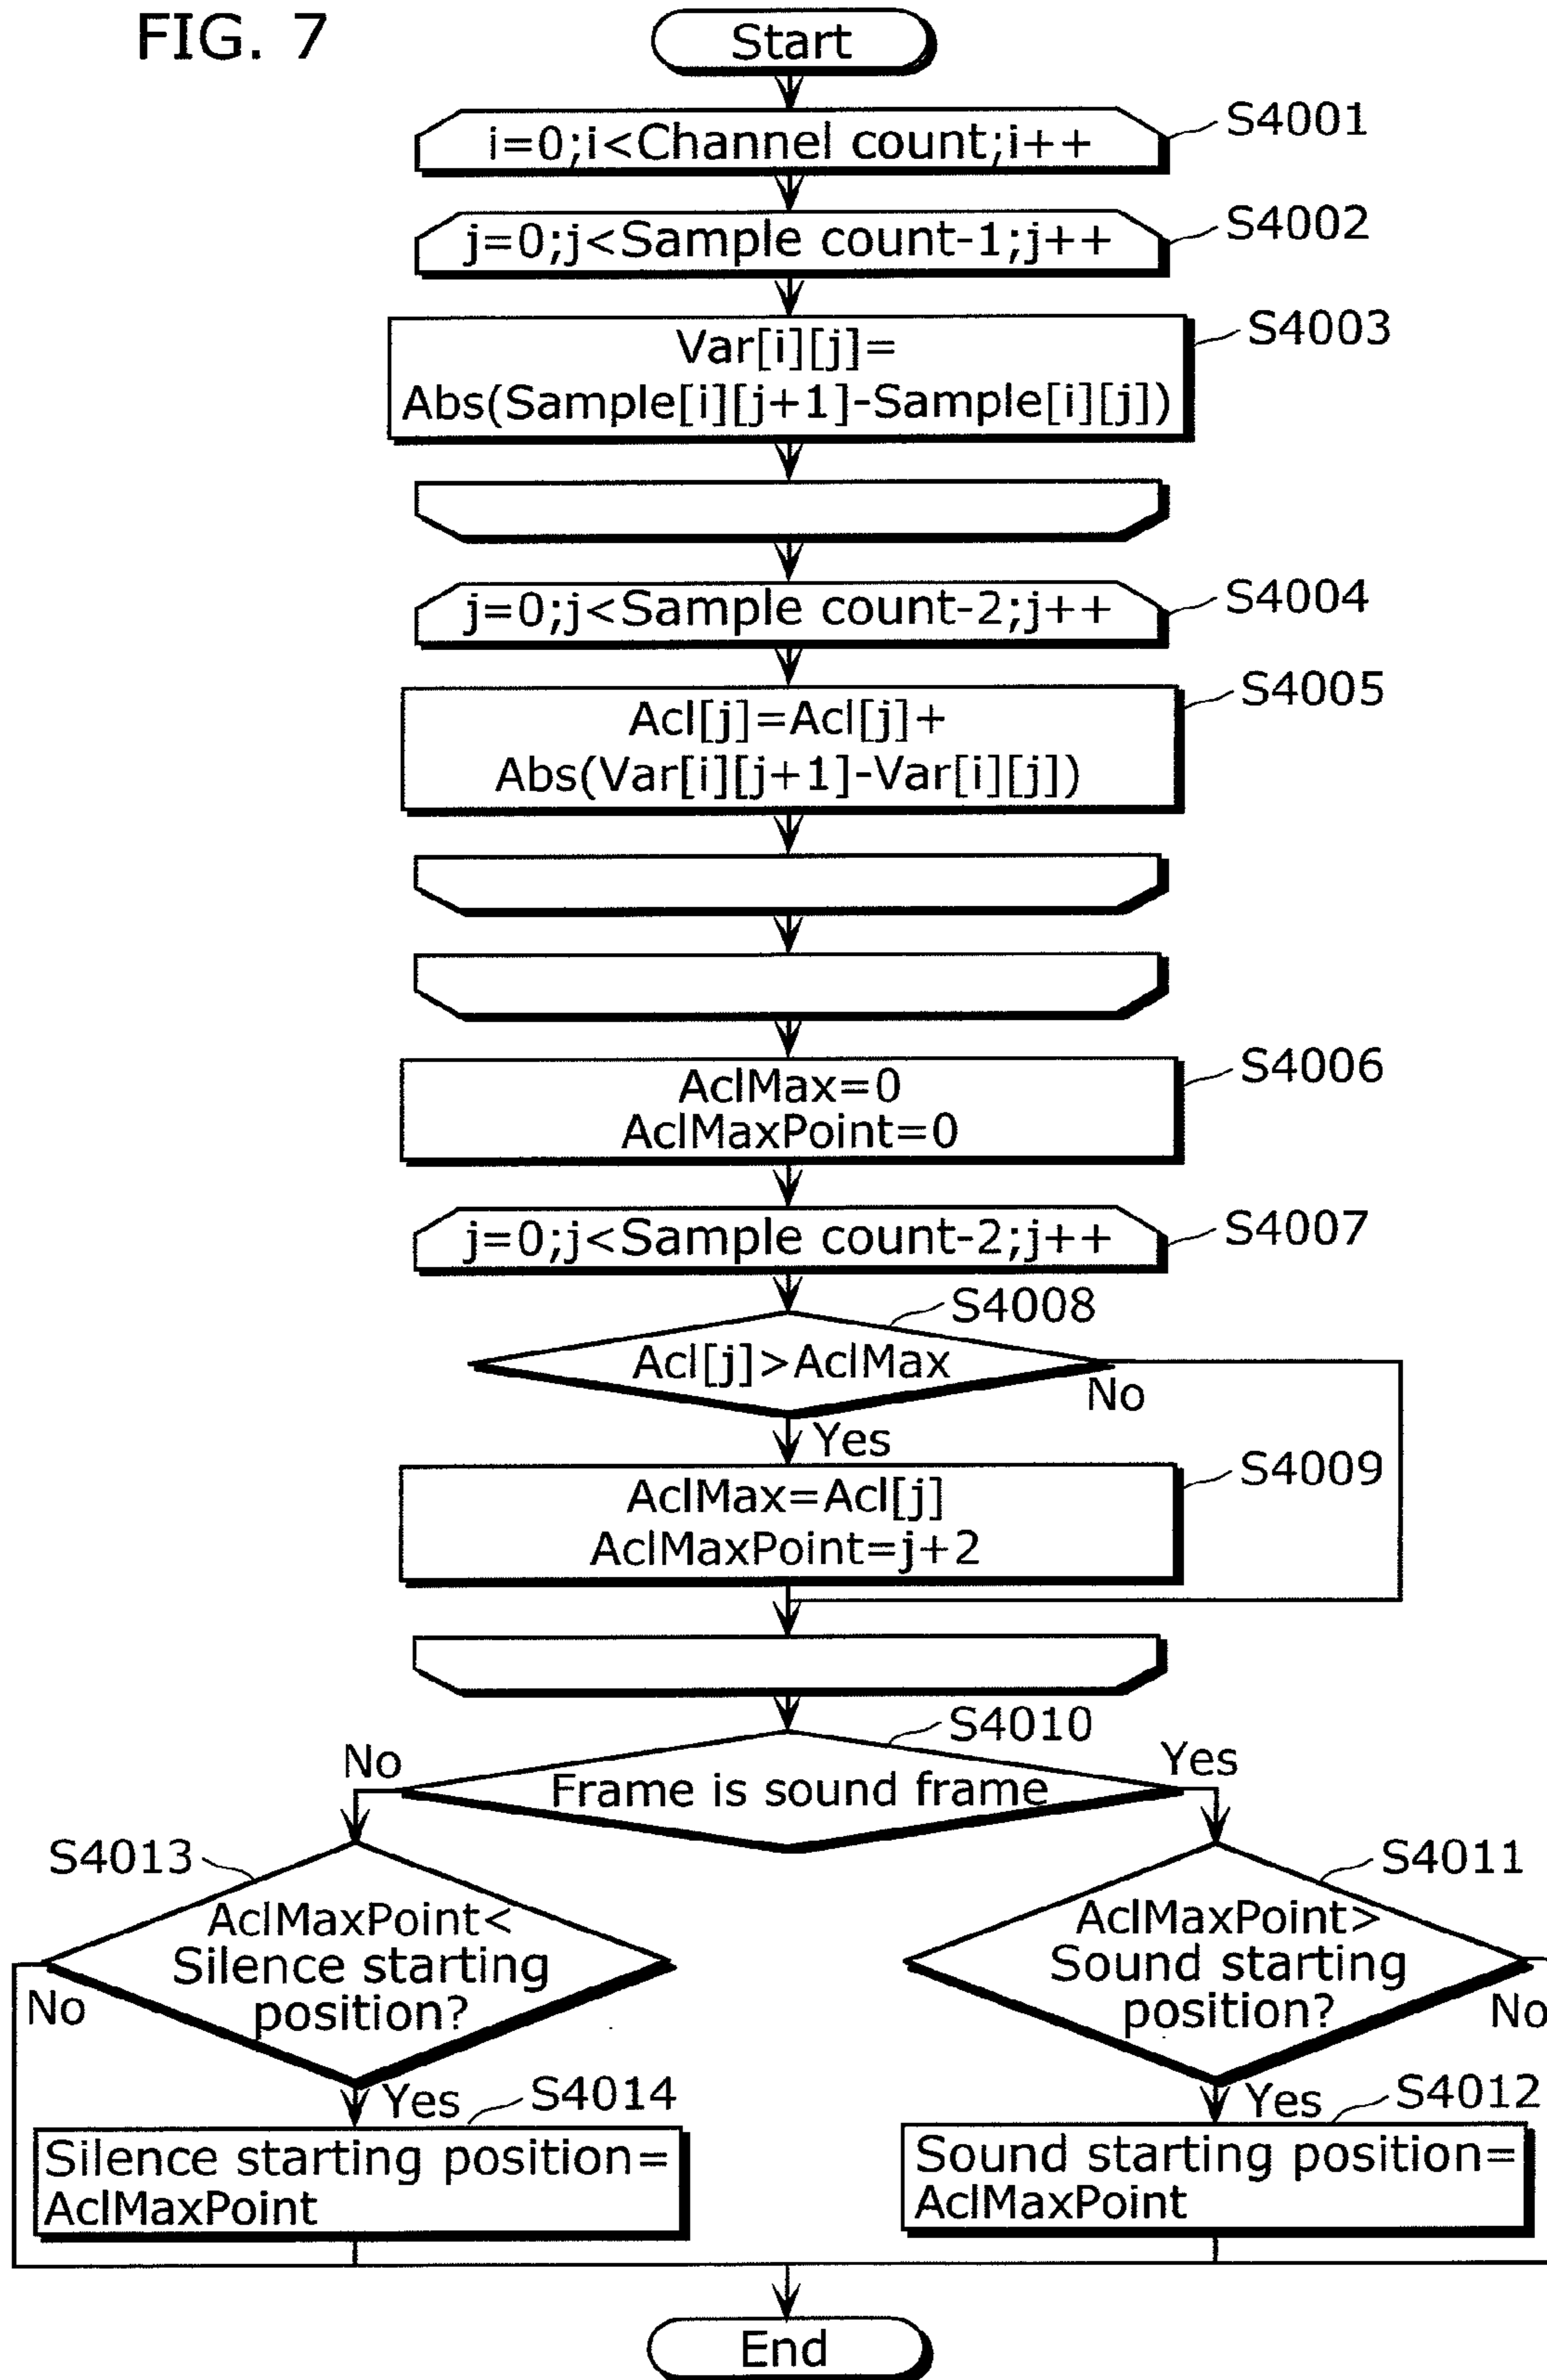 FIG. 7
Start
i=0;i<Channel count;i++
S4001
j=0;j<Sample count-1;j++
S4002
Var[i][j]=
Abs(Sample[i][j+1]-Sample[i][j])
S4003
j=0;j<Sample count-2;j++
S4004
Acl[j]=Acl[j]+
Abs(Var[i][j+1]-Var[i][j])
S4005
AclMax=0
AclMaxPoint=0
S4006
j=0;j<Sample count-2;j++
S4007
S4008
Acl[j]>AclMax
No
Yes
AclMax=Acl[j]
AclMaxPoint=j+2
S4009
S4010
No
Frame is sound frame
Yes
S4013
AclMaxPoint<
Silence starting
position?
No
Yes
S4014
Silence starting position=
AclMaxPoint
S4011
AclMaxPoint>
Sound starting
position?
No
Yes
S4012
Sound starting position=
AclMaxPoint
End